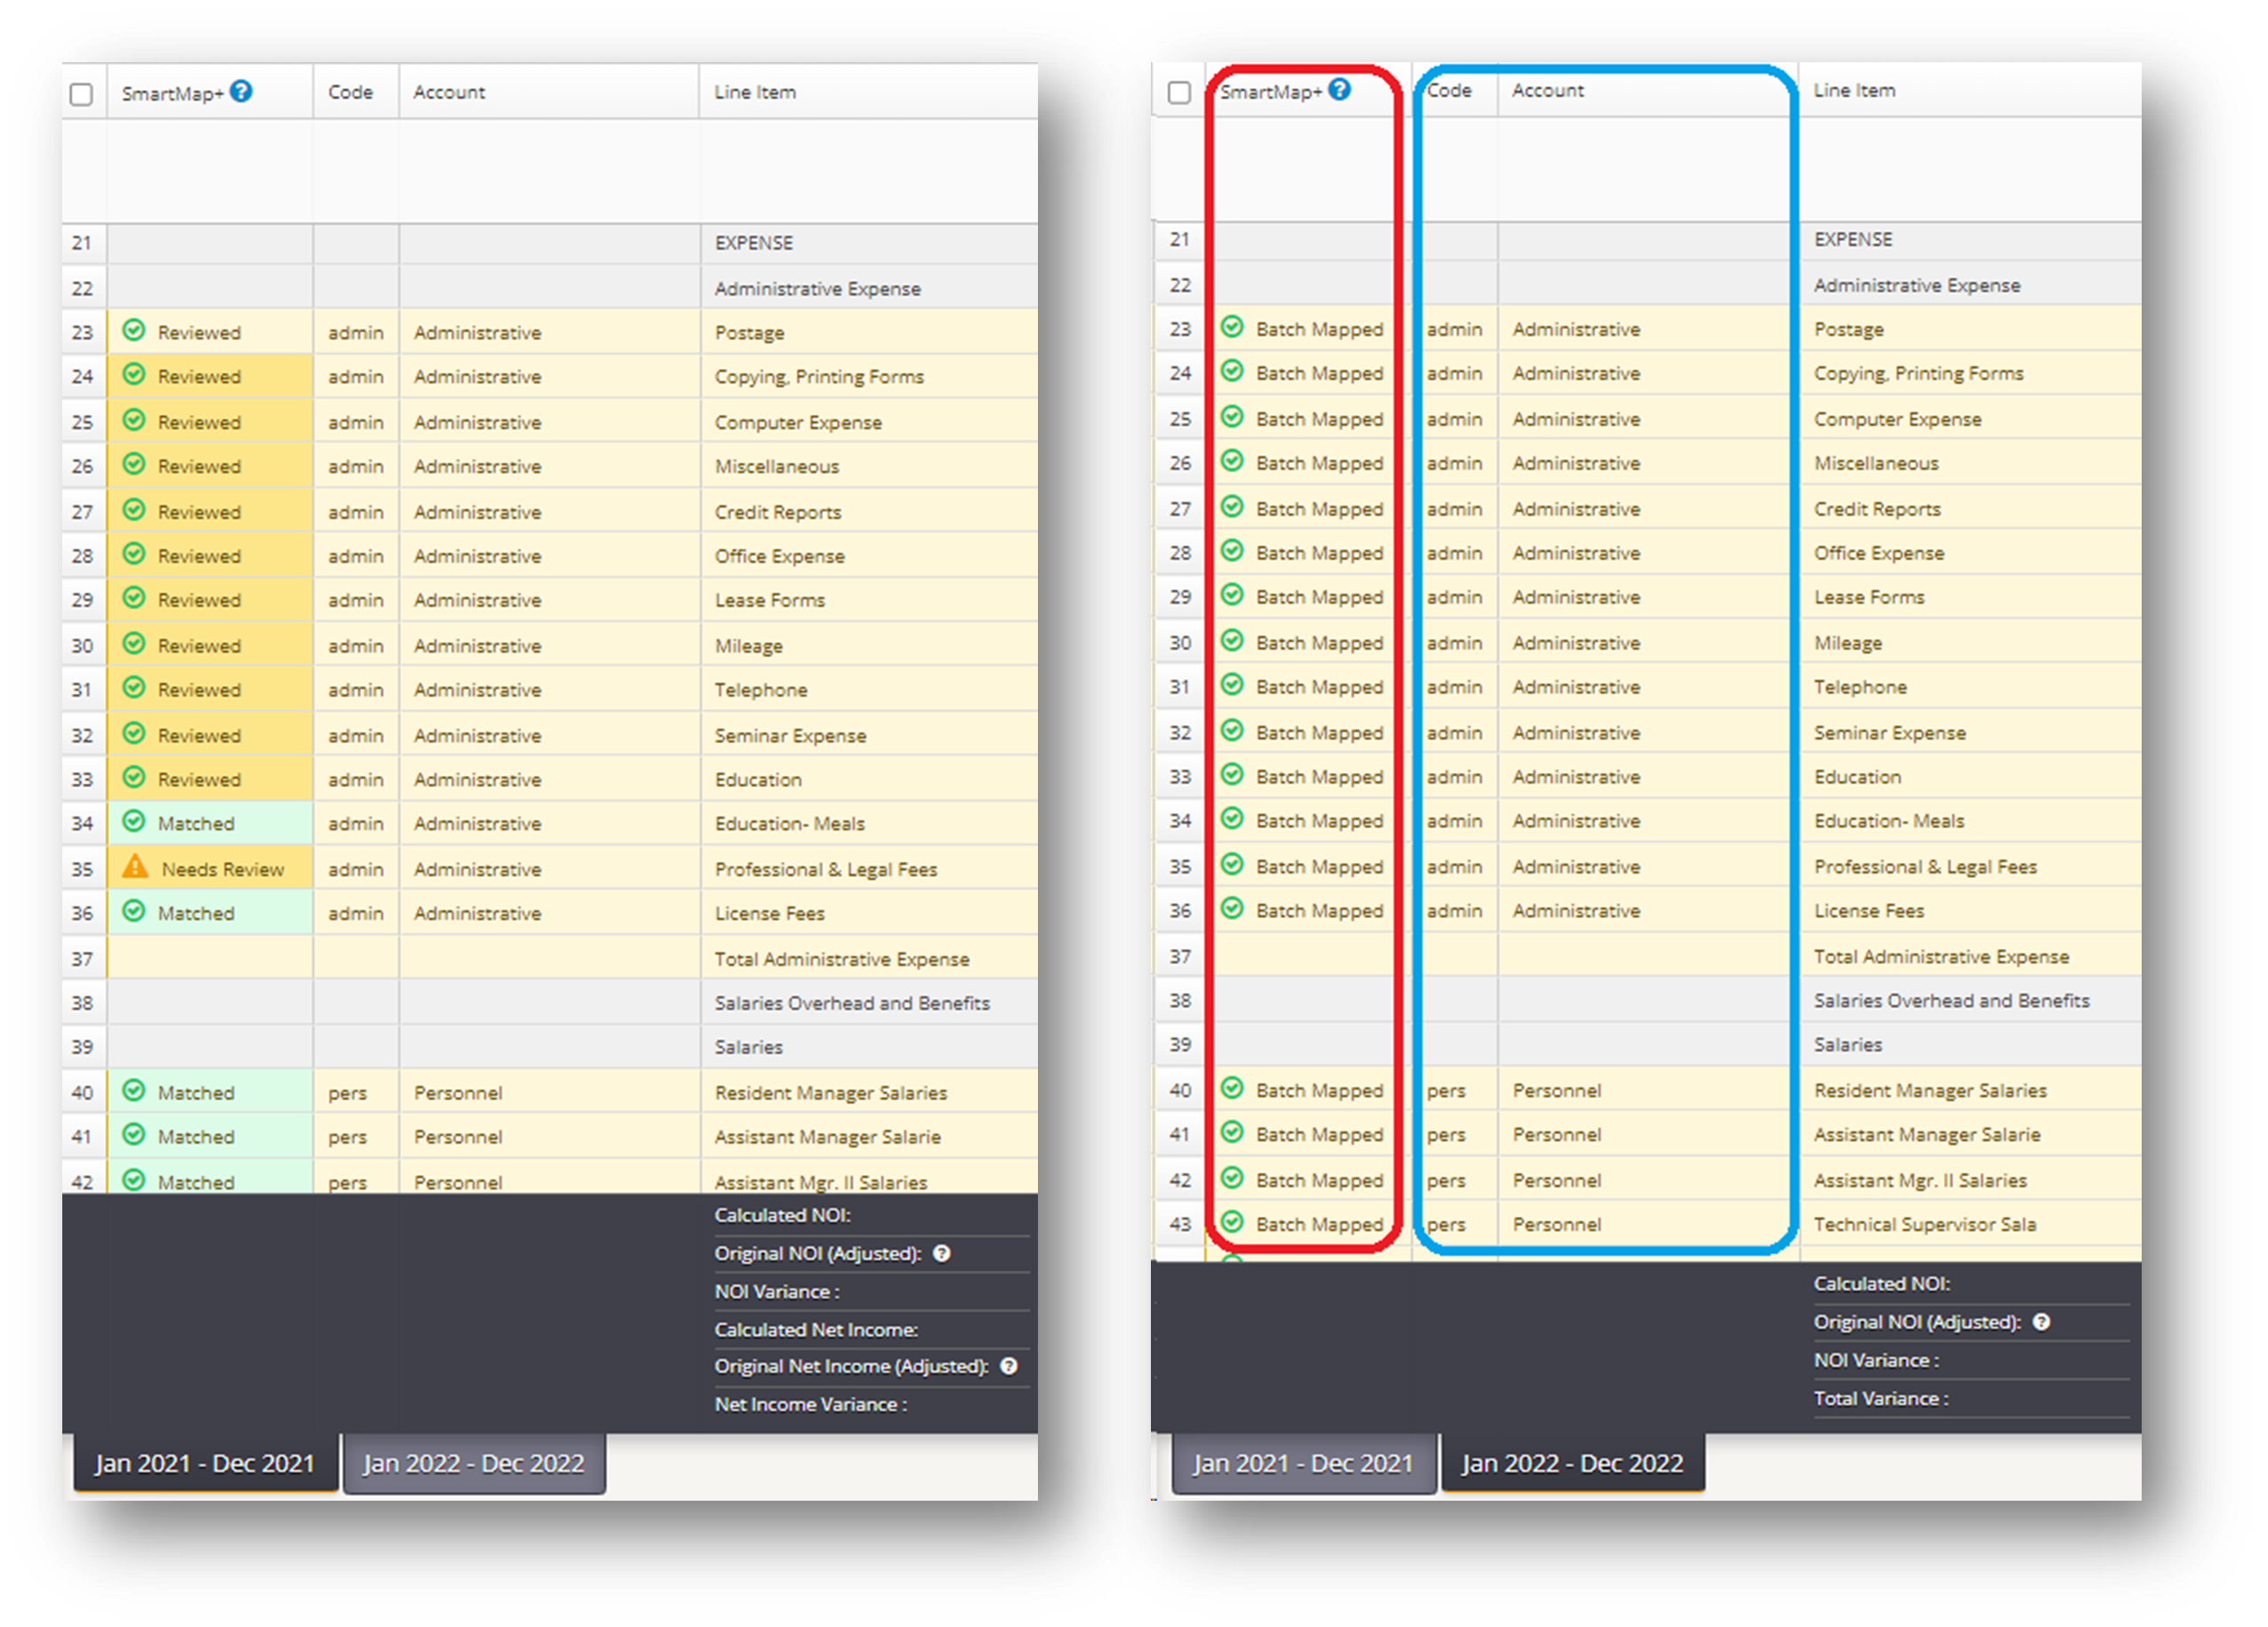 SmartMap+ ? Code Account Line Item
21 EXPENSE
22 Administrative Expense
23 Reviewed admin Administrative Postage
24 Reviewed admin Administrative Copying, Printing Forms
25 Reviewed admin Administrative Computer Expense
26 Reviewed admin Administrative Miscellaneous
27 Reviewed admin Administrative Credit Reports
28 Reviewed admin Administrative Office Expense
29 Reviewed admin Administrative Lease Forms
30 Reviewed admin Administrative Mileage
31 Reviewed admin Administrative Telephone
32 Reviewed admin Administrative Seminar Expense
33 Reviewed admin Administrative Education
34 Matched admin Administrative Education- Meals
35 Needs Review admin Administrative Professional & Legal Fees
36 Matched admin Administrative License Fees
37 Total Administrative Expense
38 Salaries Overhead and Benefits
39 Salaries
40 Matched pers Personnel Resident Manager Salaries
41 Matched pers Personnel Assistant Manager Salarie
42 Matched pers Personnel Assistant Mgr. II Salaries
Calculated NOI:
Original NOI (Adjusted): ?
NOI Variance :
Calculated Net Income:
Original Net Income (Adjusted): ?
Net Income Variance :
Jan 2021 - Dec 2021 Jan 2022 - Dec 2022
SmartMap+ ? Code Account Line Item
21 EXPENSE
22 Administrative Expense
23 Batch Mapped admin Administrative Postage
24 Batch Mapped admin Administrative Copying, Printing Forms
25 Batch Mapped admin Administrative Computer Expense
26 Batch Mapped admin Administrative Miscellaneous
27 Batch Mapped admin Administrative Credit Reports
28 Batch Mapped admin Administrative Office Expense
29 Batch Mapped admin Administrative Lease Forms
30 Batch Mapped admin Administrative Mileage
31 Batch Mapped admin Administrative Telephone
32 Batch Mapped admin Administrative Seminar Expense
33 Batch Mapped admin Administrative Education
34 Batch Mapped admin Administrative Education- Meals
35 Batch Mapped admin Administrative Professional & Legal Fees
36 Batch Mapped admin Administrative License Fees
37 Total Administrative Expense
38 Salaries Overhead and Benefits
39 Salaries
40 Batch Mapped pers Personnel Resident Manager Salaries
41 Batch Mapped pers Personnel Assistant Manager Salarie
42 Batch Mapped pers Personnel Assistant Mgr. II Salaries
43 Batch Mapped pers Personnel Technical Supervisor Sala
Calculated NOI:
Original NOI (Adjusted): ?
NOI Variance :
Total Variance :
Jan 2021 - Dec 2021 Jan 2022 - Dec 2022